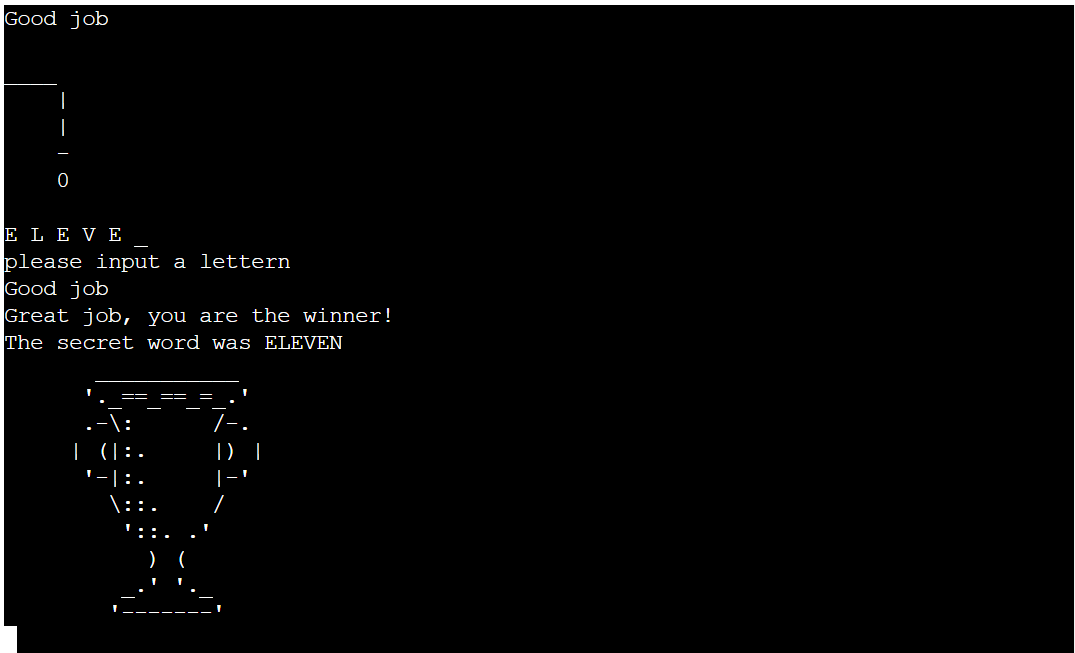 Good job
_____
    |
    |
    -
    0
E L E V E _
please input a lettern
Good job
Great job, you are the winner!
The secret word was ELEVEN
       ___________
      '._==_==_=_.'
      .-\:      /-.
     | (|:.     |) |
      '-|:.     |-'
        \::.    /
         '::. .'
           ) (
         _.' '._
        '-------'